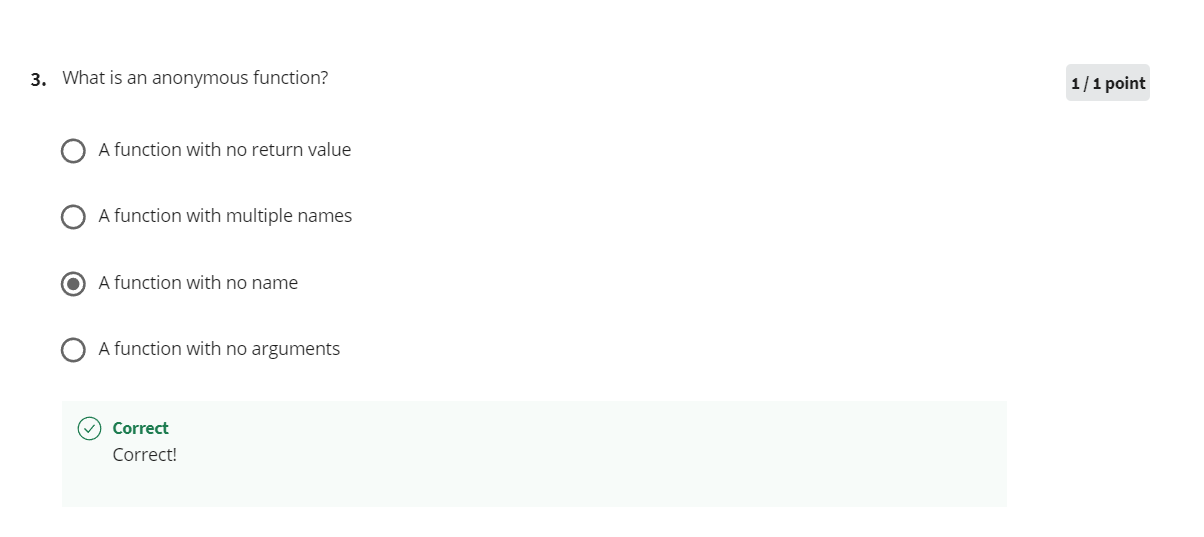 3. What is an anonymous function?
1 / 1 point
A function with no return value
A function with multiple names
A function with no name
A function with no arguments
Correct
Correct!